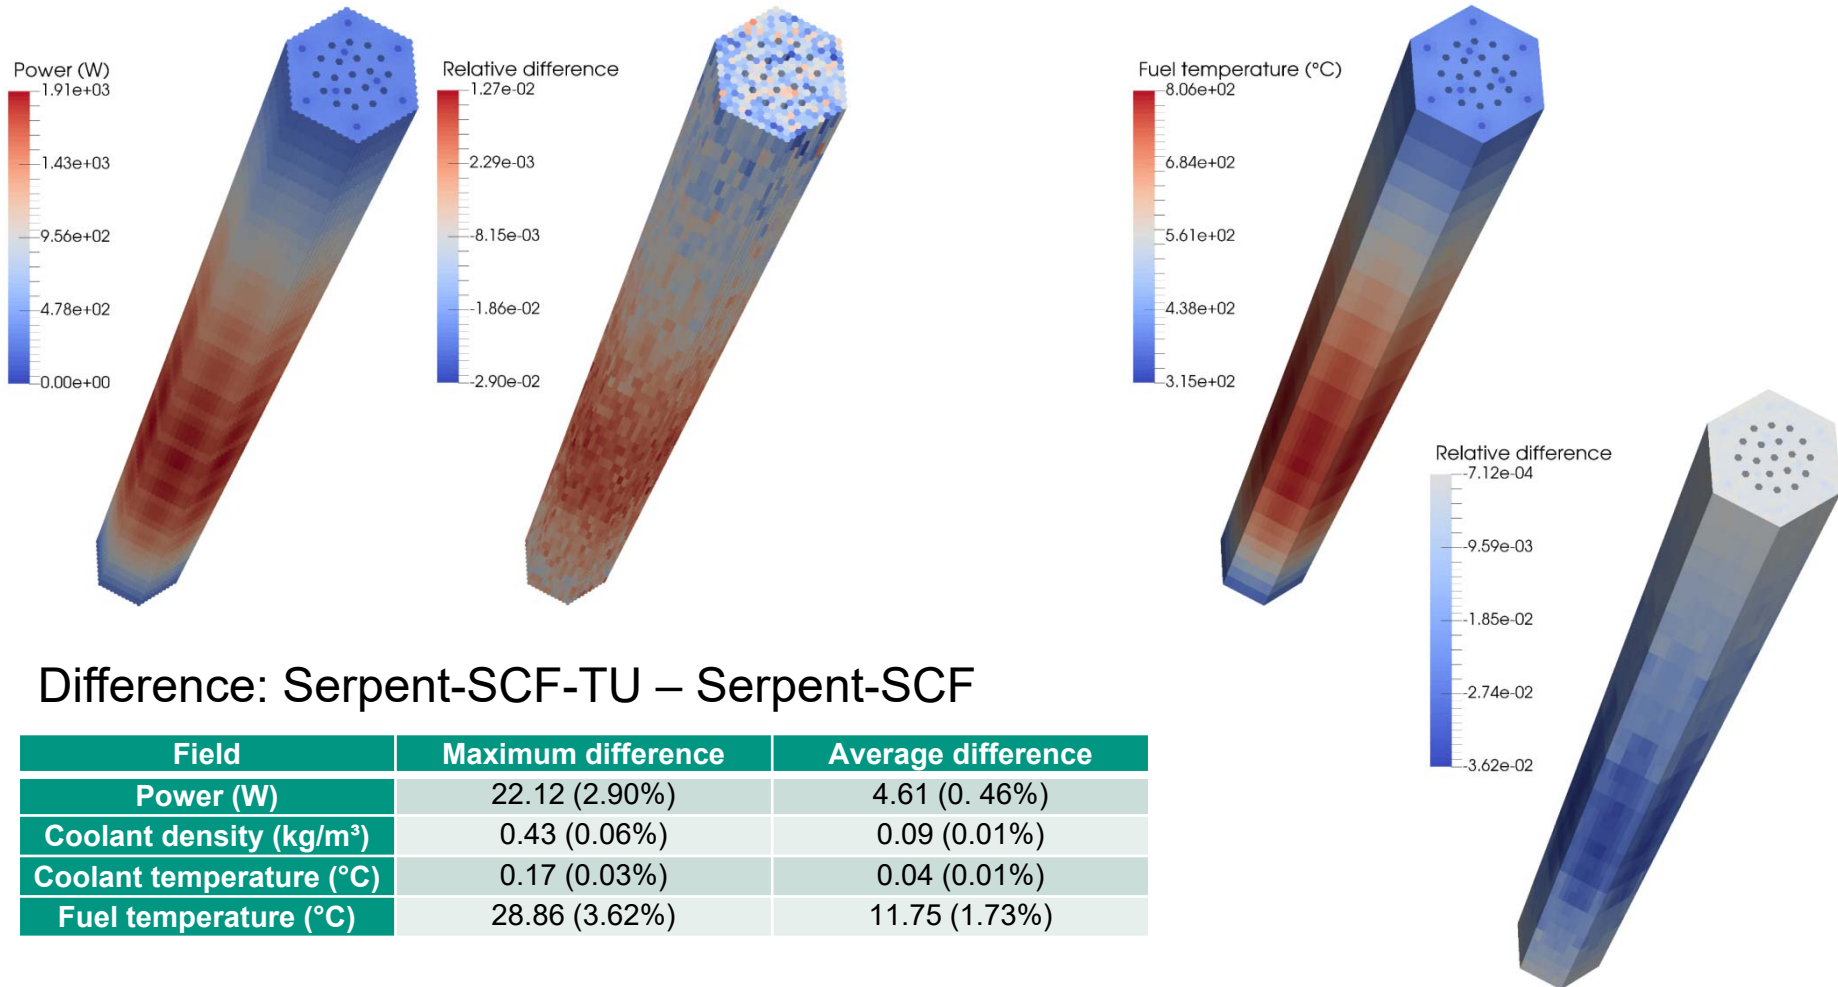 Power (W)
1.91e+03
1.43e+03
9.56e+02
4.78e+02
0.00e+00
Relative difference
1.27e-02
2.29e-03
-8.15e-03
-1.86e-02
-2.90e-02
Fuel temperature (°C)
8.06e+02
6.84e+02
5.61e+02
4.38e+02
3.15e+02
Relative difference
-7.12e-04
-9.59e-03
-1.85e-02
-2.74e-02
-3.62e-02
Difference: Serpent-SCF-TU – Serpent-SCF
Field Maximum difference Average difference
Power (W) 22.12 (2.90%) 4.61 (0. 46%)
Coolant density (kg/m³) 0.43 (0.06%) 0.09 (0.01%)
Coolant temperature (°C) 0.17 (0.03%) 0.04 (0.01%)
Fuel temperature (°C) 28.86 (3.62%) 11.75 (1.73%)